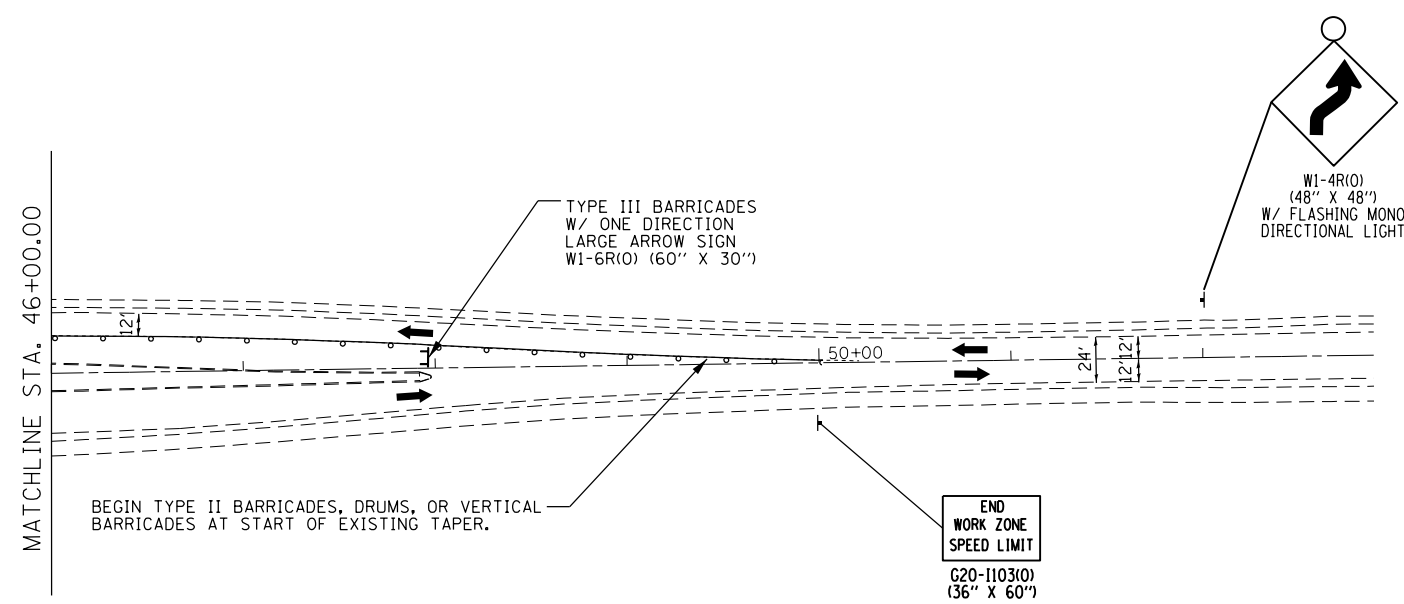 W1-4R(O)
(48" X 48")
W/ FLASHING MONO
DIRECTIONAL LIGHT
TYPE III BARRICADES
W/ ONE DIRECTION
LARGE ARROW SIGN
W1-6R(O) (60" X 30")
MATCHLINE STA. 46+00.00
12'
50+00
24'
12'
12'
BEGIN TYPE II BARRICADES, DRUMS, OR VERTICAL
BARRICADES AT START OF EXISTING TAPER.
END
WORK ZONE
SPEED LIMIT
G20-I103(O)
(36" X 60")